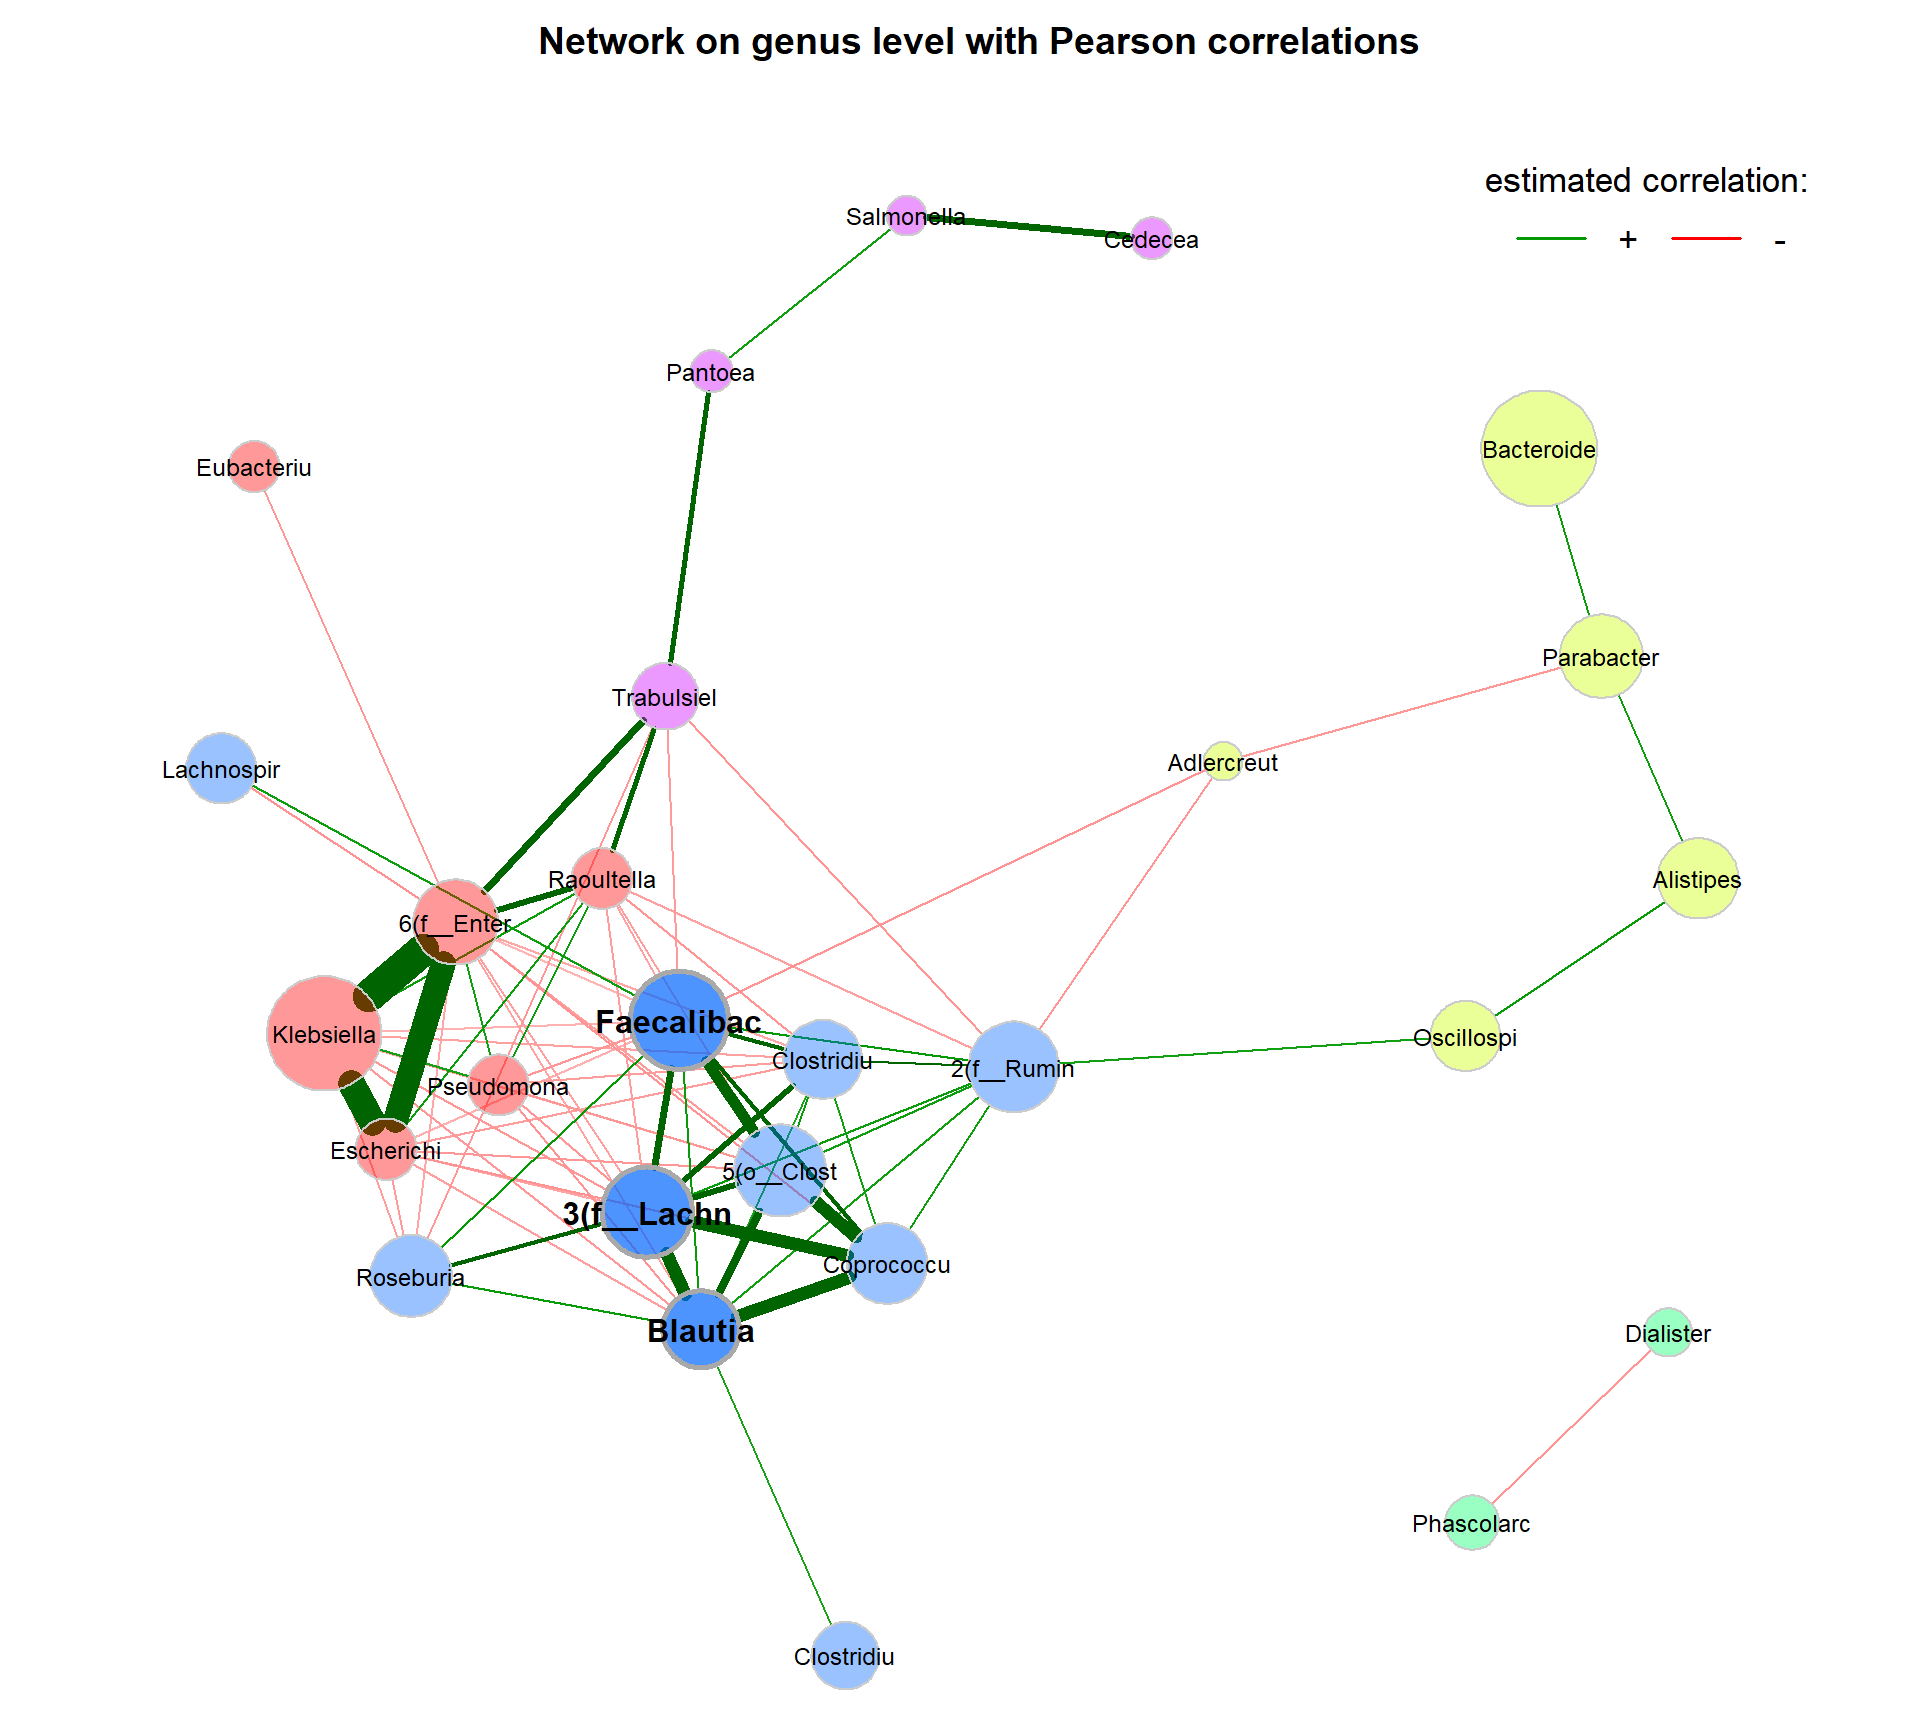 Network on genus level with Pearson correlations
estimated correlation:
+ -
Salmonella
Cedecea
Pantoea
Bacteroide
Eubacteriu
Parabacter
Trabulsiel
Adlercreut
Lachnospir
Raoultella
Alistipes
6(f__Enter
Faecalibac
Klebsiella
Oscillospi
Clostridiu
2(f__Rumin
Pseudomona
Escherichi
5(o__Clost
3(f__Lachn
Coprococcu
Roseburia
Blautia
Dialister
Phascolarc
Clostridiu